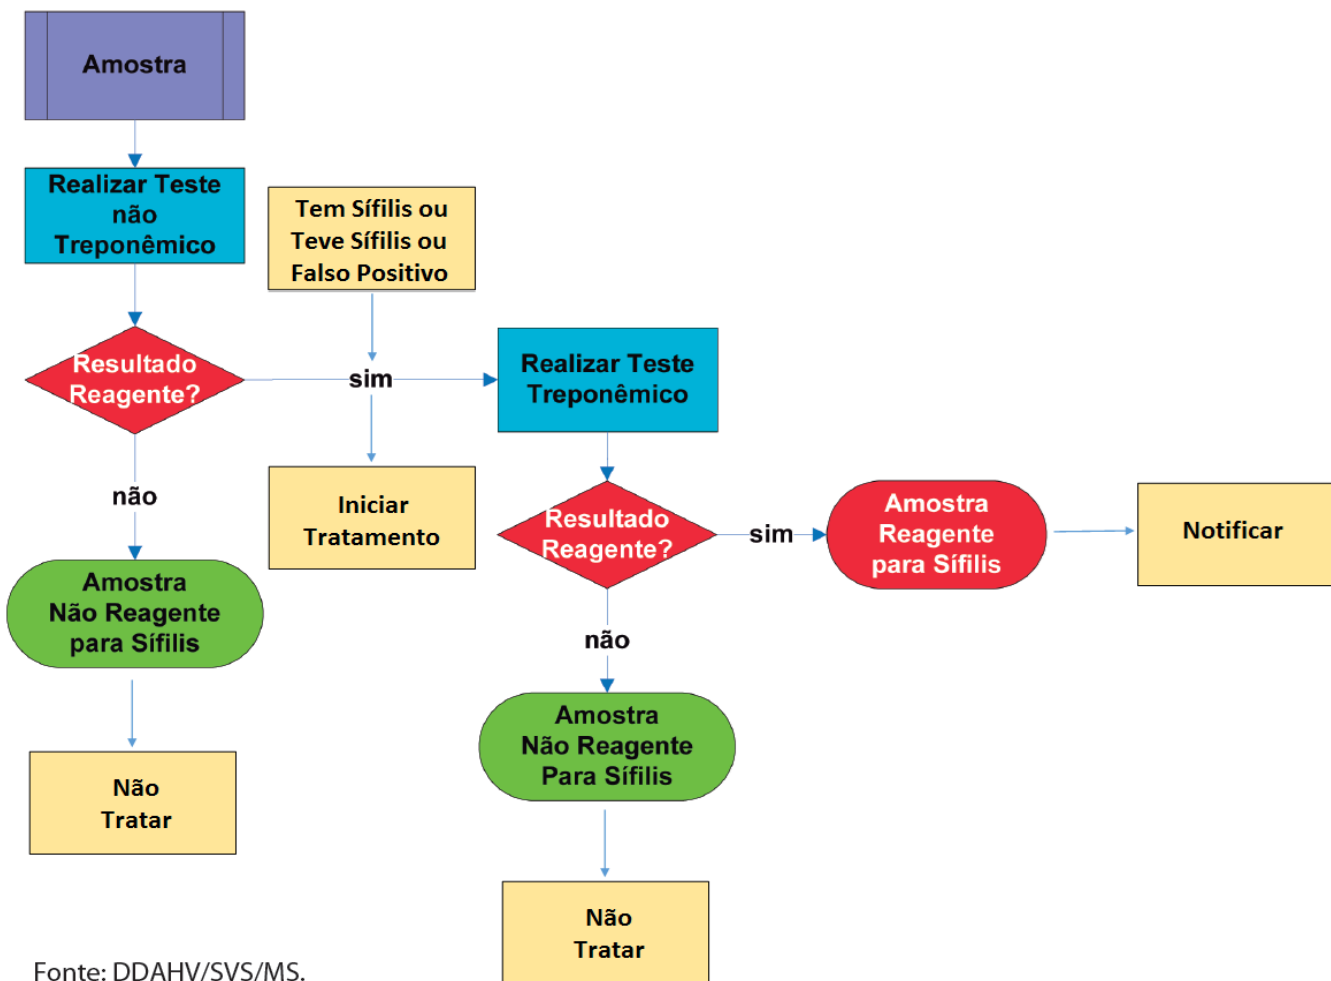 Amostra
Realizar Teste
não
Treponêmico
Tem Sífilis ou
Teve Sífilis ou
Falso Positivo
Resultado
Reagente?
sim
Realizar Teste
Treponêmico
não
Iniciar
Tratamento
Resultado
Reagente?
sim
Amostra
Reagente
para Sífilis
Notificar
Amostra
Não Reagente
para Sífilis
não
Amostra
Não Reagente
Para Sífilis
Não
Tratar
Não
Tratar
Fonte: DDAHV/SVS/MS.